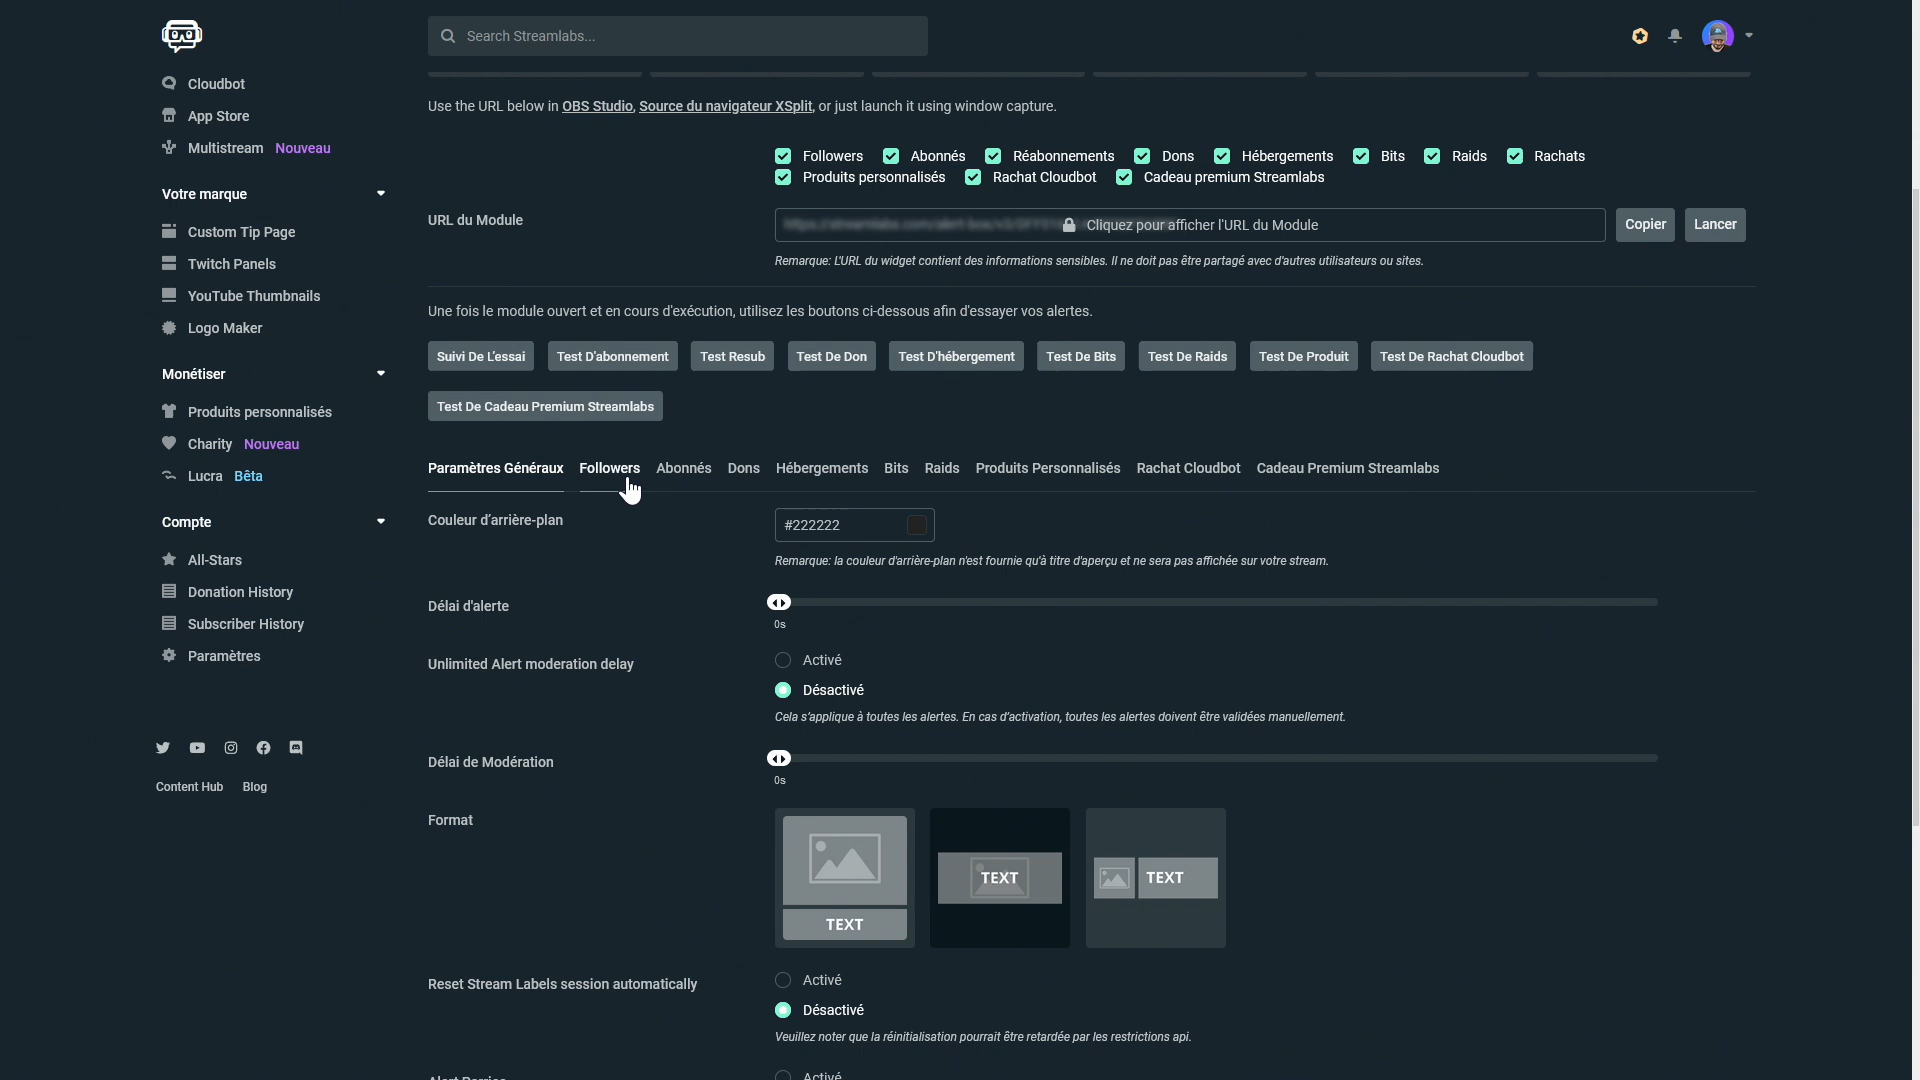 Search Streamlabs...
Cloudbot
App Store
Multistream Nouveau
Votre marque
Custom Tip Page
Twitch Panels
YouTube Thumbnails
Logo Maker
Monétiser
Produits personnalisés
Charity Nouveau
Lucra Bêta
Compte
All-Stars
Donation History
Subscriber History
Paramètres
Content Hub Blog
Use the URL below in OBS Studio, Source du navigateur XSplit, or just launch it using window capture.
Followers Abonnés Réabonnements Dons Hébergements Bits Raids Rachats
Produits personnalisés Rachat Cloudbot Cadeau premium Streamlabs
URL du Module
Cliquez pour afficher l'URL du Module
Copier Lancer
Remarque: L'URL du widget contient des informations sensibles. Il ne doit pas être partagé avec d'autres utilisateurs ou sites.
Une fois le module ouvert et en cours d'exécution, utilisez les boutons ci-dessous afin d'essayer vos alertes.
Suivi De L'essai Test D'abonnement Test Resub Test De Don Test D'hébergement Test De Bits Test De Raids Test De Produit Test De Rachat Cloudbot
Test De Cadeau Premium Streamlabs
Paramètres Généraux Followers Abonnés Dons Hébergements Bits Raids Produits Personnalisés Rachat Cloudbot Cadeau Premium Streamlabs
Couleur d'arrière-plan
#222222
Remarque: la couleur d'arrière-plan n'est fournie qu'à titre d'aperçu et ne sera pas affichée sur votre stream.
Délai d'alerte
0s
Unlimited Alert moderation delay
Activé
Désactivé
Cela s'applique à toutes les alertes. En cas d'activation, toutes les alertes doivent être validées manuellement.
Délai de Modération
0s
Format
TEXT
TEXT
TEXT
Reset Stream Labels session automatically
Activé
Désactivé
Veuillez noter que la réinitialisation pourrait être retardée par les restrictions api.
Activé